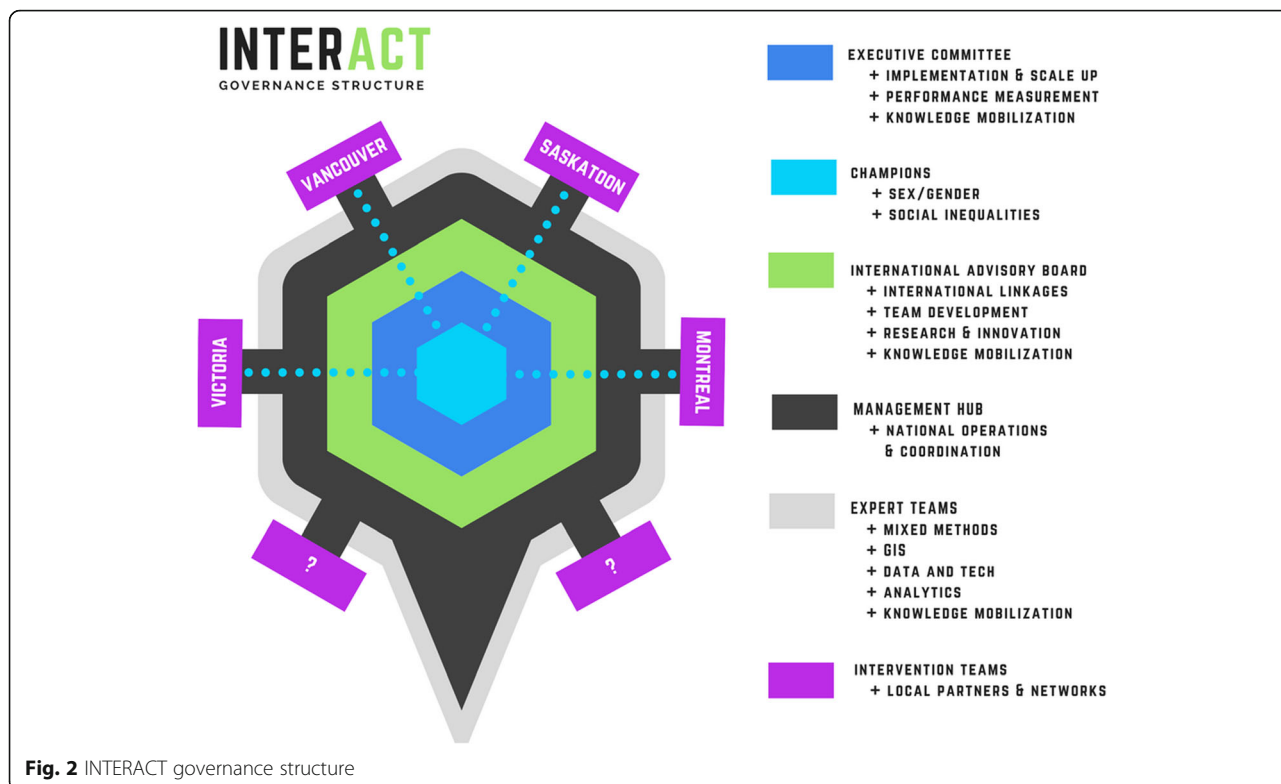 INTERACT
GOVERNANCE STRUCTURE
VANCOUVER
SASKATOON
VICTORIA
MONTREAL
?
?
EXECUTIVE COMMITTEE
+ IMPLEMENTATION & SCALE UP
+ PERFORMANCE MEASUREMENT
+ KNOWLEDGE MOBILIZATION
CHAMPIONS
+ SEX/GENDER
+ SOCIAL INEQUALITIES
INTERNATIONAL ADVISORY BOARD
+ INTERNATIONAL LINKAGES
+ TEAM DEVELOPMENT
+ RESEARCH & INNOVATION
+ KNOWLEDGE MOBILIZATION
MANAGEMENT HUB
+ NATIONAL OPERATIONS
& COORDINATION
EXPERT TEAMS
+ MIXED METHODS
+ GIS
+ DATA AND TECH
+ ANALYTICS
+ KNOWLEDGE MOBILIZATION
INTERVENTION TEAMS
+ LOCAL PARTNERS & NETWORKS
Fig. 2 INTERACT governance structure